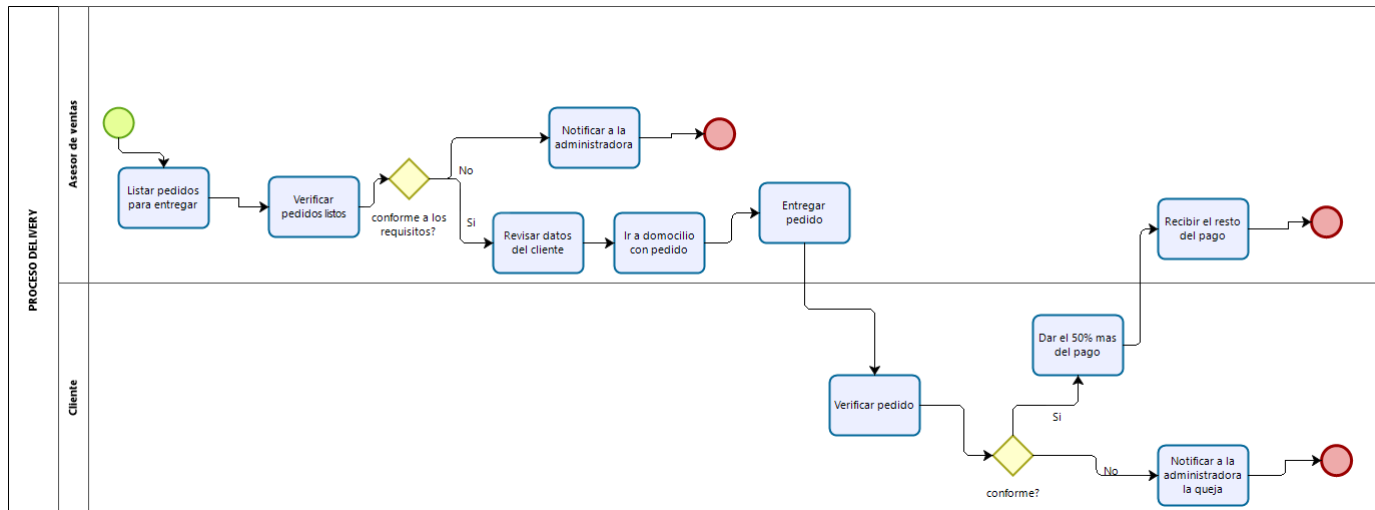 PROCESO DELIVERY
Asesor de ventas
Listar pedidos
para entregar
Verificar
pedidos listos
conforme a los
requisitos?
No
Notificar a la
administradora
Si
Revisar datos
del cliente
Ir a domocilio
con pedido
Entregar
pedido
Recibir el resto
del pago
Cliente
Verificar pedido
conforme?
Si
Dar el 50% mas
del pago
No
Notificar a la
administradora
la queja